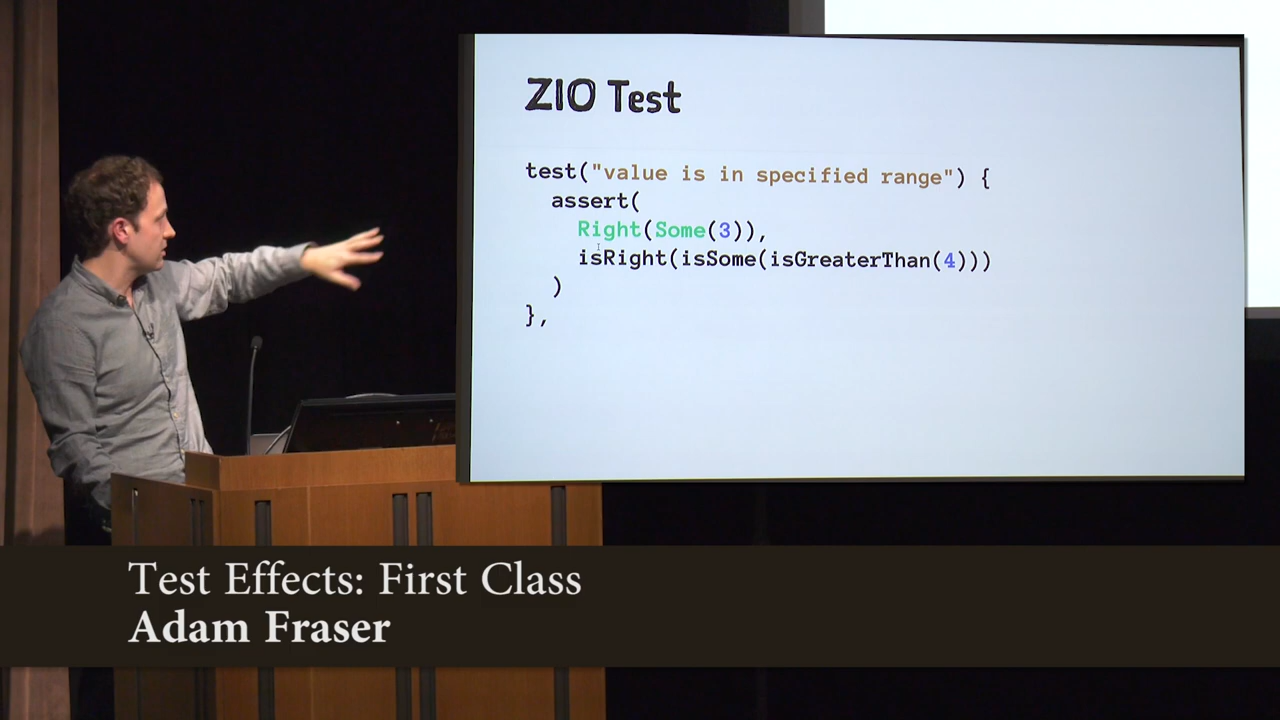 ZIO Test
test("value is in specified range") {
assert(
Right(Some(3)),
isRight(isSome(isGreaterThan(4)))
)
},
Test Effects: First Class
Adam Fraser